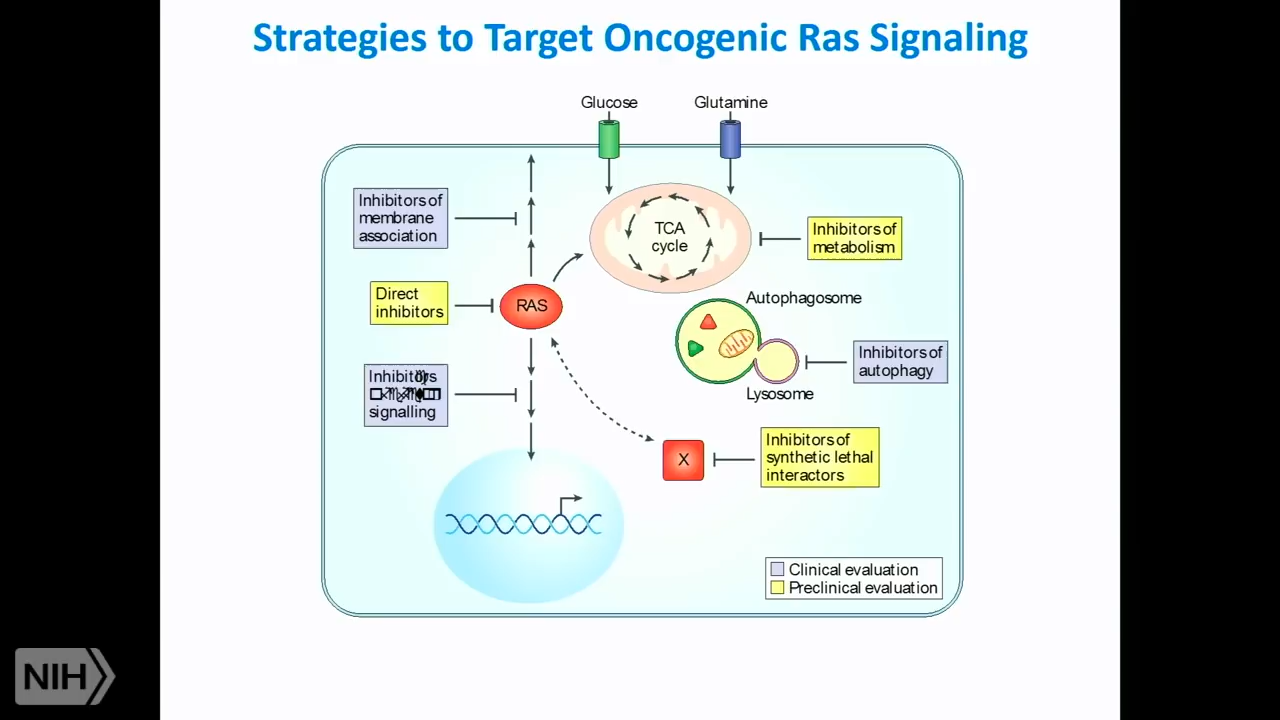 Strategies to Target Oncogenic Ras Signaling
Glucose
Glutamine
Inhibitors of
membrane
association
TCA
cycle
Inhibitors of
metabolism
Direct
inhibitors
RAS
Autophagosome
Inhibitors of
autophagy
Lysosome
Inhibitors
signalling
X
Inhibitors of
synthetic lethal
interactors
Clinical evaluation
Preclinical evaluation
NIH